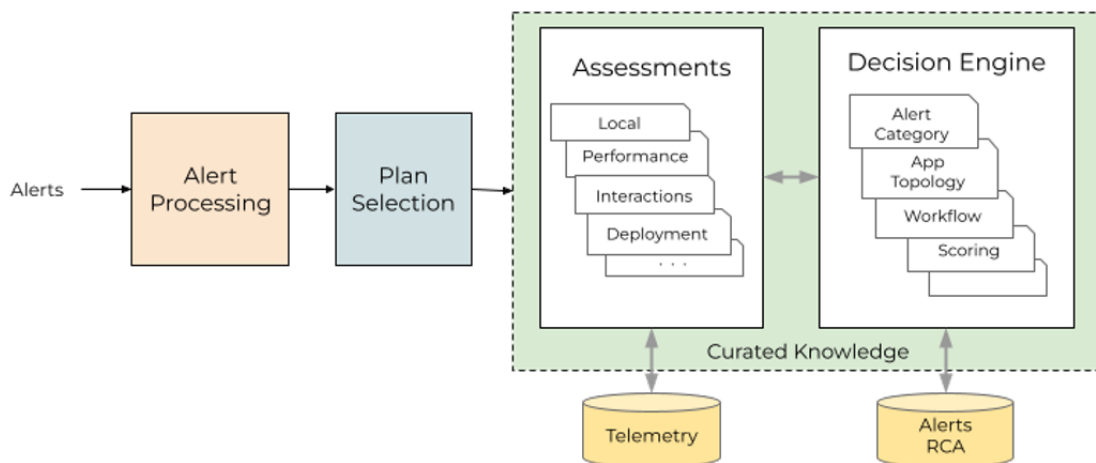 Alerts
Alert
Processing
Plan
Selection
Assessments
Local
Performance
Interactions
Deployment
. . .
Decision Engine
Alert
Category
App
Topology
Workflow
Scoring
Curated Knowledge
Telemetry
Alerts
RCA